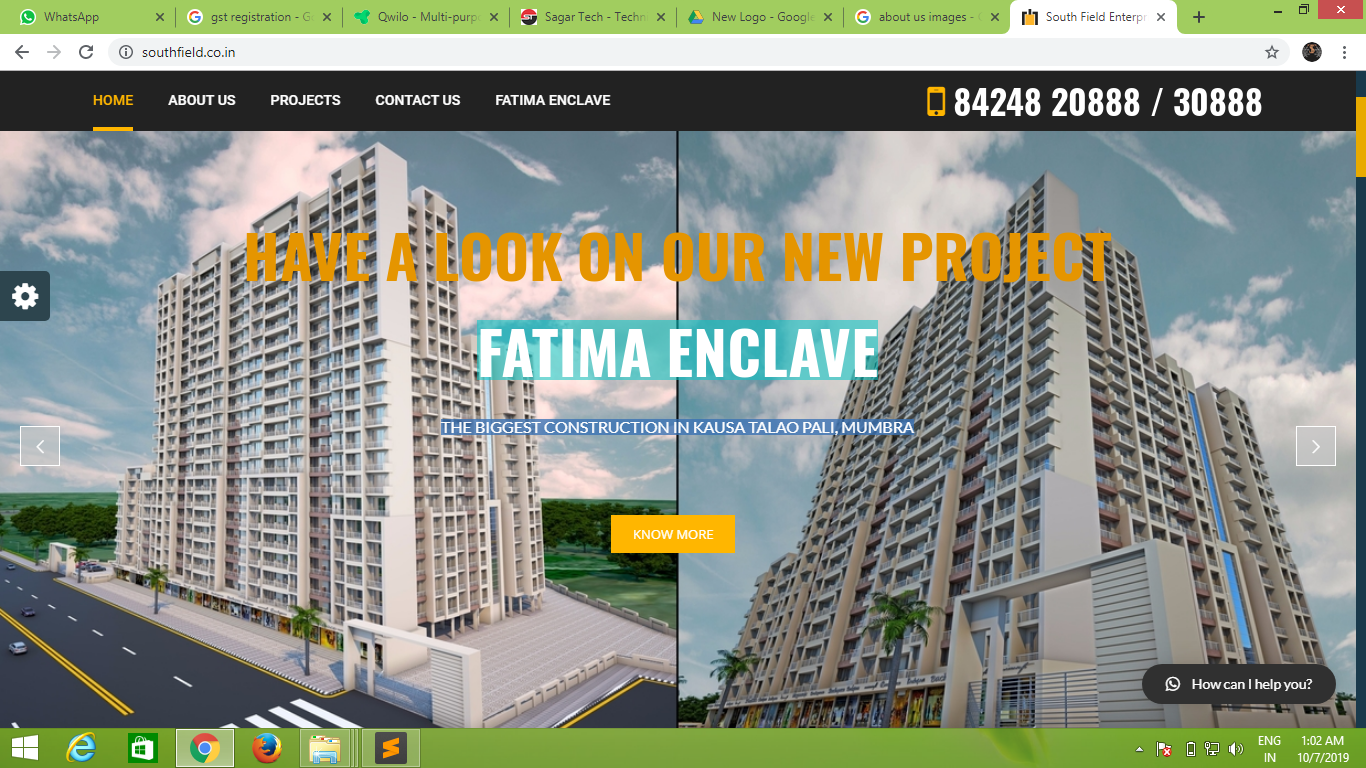 WhatsApp
gst registration - G
Qwilo - Multi-purp
Sagar Tech - Techni
New Logo - Google
about us images -
South Field Enterpr
southfield.co.in
HOME
ABOUT US
PROJECTS
CONTACT US
FATIMA ENCLAVE
84248 20888 / 30888
HAVE A LOOK ON OUR NEW PROJECT
FATIMA ENCLAVE
THE BIGGEST CONSTRUCTION IN KAUSA TALAO PALI, MUMBRA
KNOW MORE
How can I help you?
ENG
IN
1:02 AM
10/7/2019